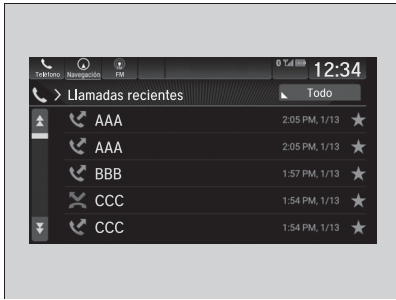 Teléfono Navegación FM 12:34
Llamadas recientes Todo
AAA 2:05 PM, 1/13
AAA 2:05 PM, 1/13
BBB 1:57 PM, 1/13
CCC 1:54 PM, 1/13
CCC 1:54 PM, 1/13